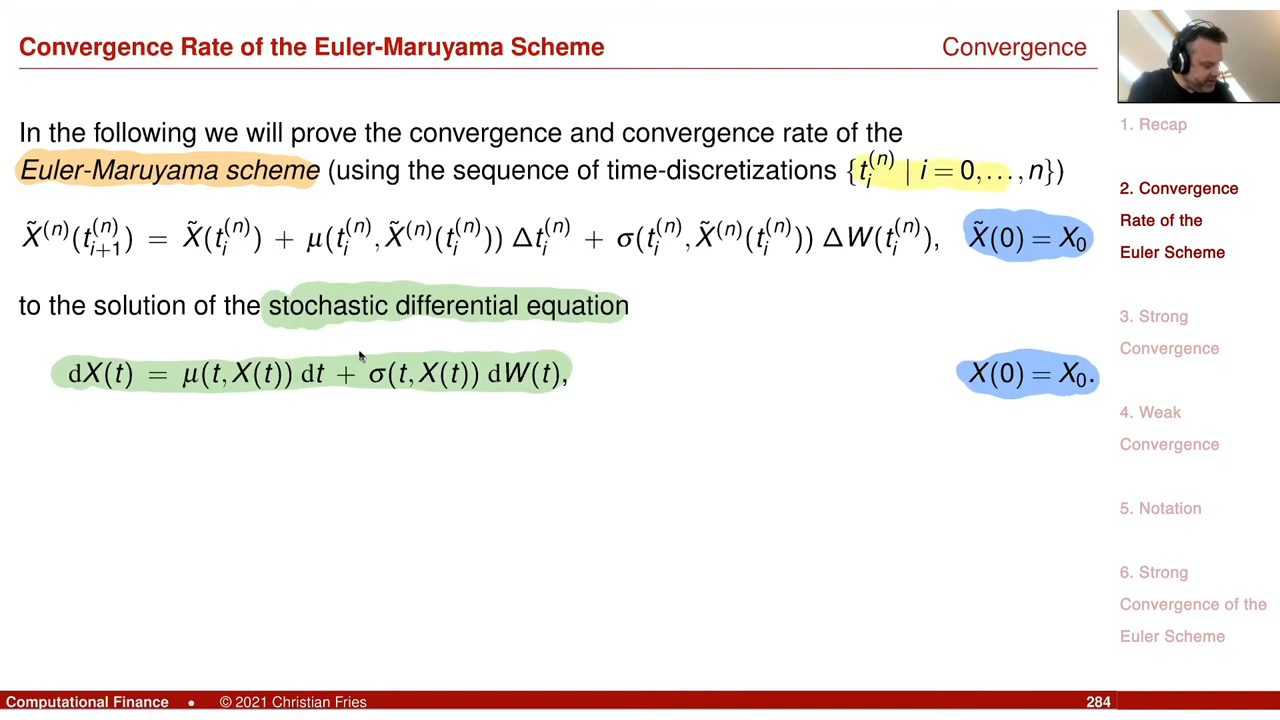 Convergence Rate of the Euler-Maruyama Scheme
Convergence
In the following we will prove the convergence and convergence rate of the
Euler-Maruyama scheme (using the sequence of time-discretizations {t_i^{(n)} | i = 0, ..., n})
X̃^{(n)}(t_{i+1}^{(n)}) = X̃(t_i^{(n)}) + μ(t_i^{(n)}, X̃^{(n)}(t_i^{(n)})) Δt_i^{(n)} + σ(t_i^{(n)}, X̃^{(n)}(t_i^{(n)})) ΔW(t_i^{(n)}), X̃(0) = X_0
to the solution of the stochastic differential equation
dX(t) = μ(t, X(t)) dt + σ(t, X(t)) dW(t), X(0) = X_0.
1. Recap
2. Convergence
Rate of the
Euler Scheme
3. Strong
Convergence
4. Weak
Convergence
5. Notation
6. Strong
Convergence of the
Euler Scheme
Computational Finance • © 2021 Christian Fries 284